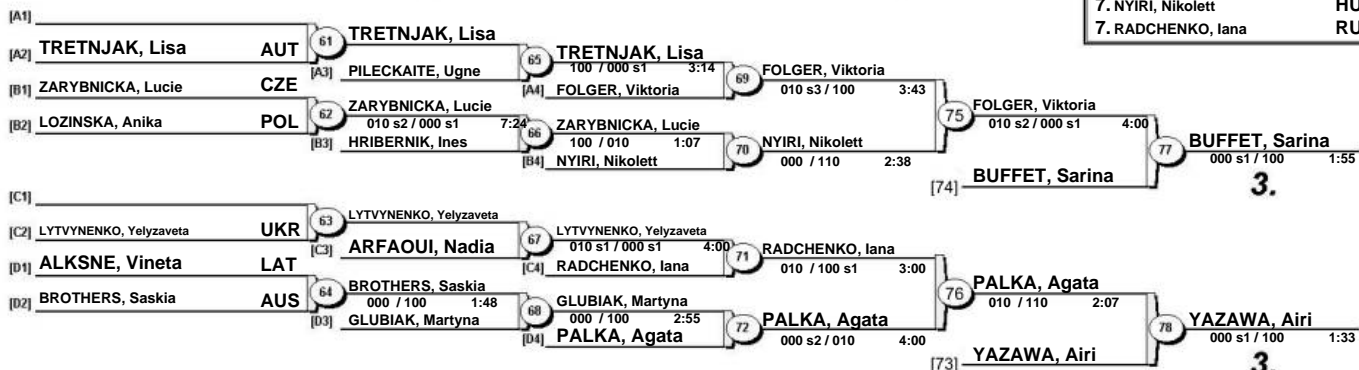 7. NYIRI, Nikolett HU
7. RADCHENKO, Iana RU
[A1]
[A2] TRETNJAK, Lisa AUT
61
TRETNJAK, Lisa
[A3] PILECKAITE, Ugne
65
TRETNJAK, Lisa
100 / 000 s1 3:14
[A4] FOLGER, Viktoria
69
FOLGER, Viktoria
010 s3 / 100 3:43
[B1] ZARYBNICKA, Lucie CZE
[B2] LOZINSKA, Anika POL
62
ZARYBNICKA, Lucie
010 s2 / 000 s1 7:24
[B3] HRIBERNIK, Ines
66
ZARYBNICKA, Lucie
100 / 010 1:07
[B4] NYIRI, Nikolett
70
NYIRI, Nikolett
000 / 110 2:38
75
FOLGER, Viktoria
010 s2 / 000 s1 4:00
[74] BUFFET, Sarina
77
BUFFET, Sarina
000 s1 / 100 1:55
3.
[C1]
[C2] LYTVYNENKO, Yelyzaveta UKR
63
LYTVYNENKO, Yelyzaveta
[C3] ARFAOUI, Nadia
67
LYTVYNENKO, Yelyzaveta
010 s1 / 000 s1 4:00
[C4] RADCHENKO, Iana
71
RADCHENKO, Iana
010 / 100 s1 3:00
[D1] ALKSNE, Vineta LAT
[D2] BROTHERS, Saskia AUS
64
BROTHERS, Saskia
000 / 100 1:48
[D3] GLUBIAK, Martyna
68
GLUBIAK, Martyna
000 / 100 2:55
[D4] PALKA, Agata
72
PALKA, Agata
000 s2 / 010 4:00
76
PALKA, Agata
010 / 110 2:07
[73] YAZAWA, Airi
78
YAZAWA, Airi
000 s1 / 100 1:33
3.